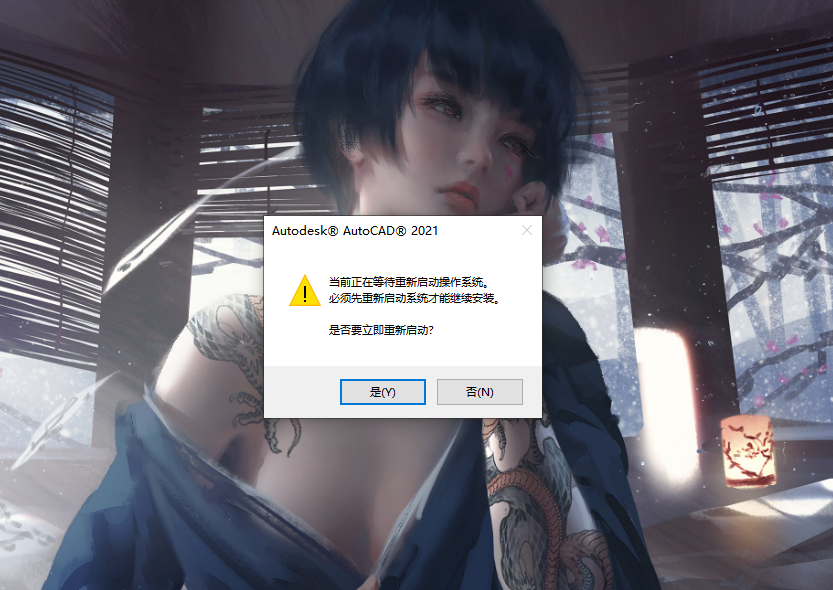 Autodesk® AutoCAD® 2021
当前正在等待重新启动操作系统。
必须先重新启动系统才能继续安装。
是否要立即重新启动?
是(Y)
否(N)